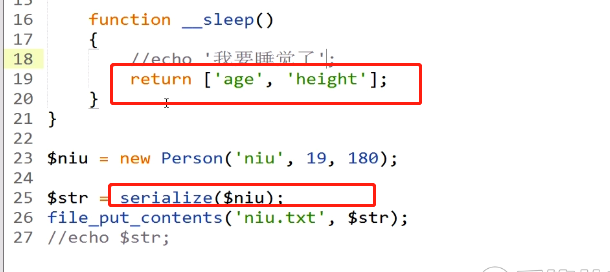 16 function __sleep()
17 {
18 //echo '我要睡觉了';
19 return ['age', 'height'];
20 }
21 }
22
23 $niu = new Person('niu', 19, 180);
24
25 $str = serialize($niu);
26 file_put_contents('niu.txt', $str);
27 //echo $str;